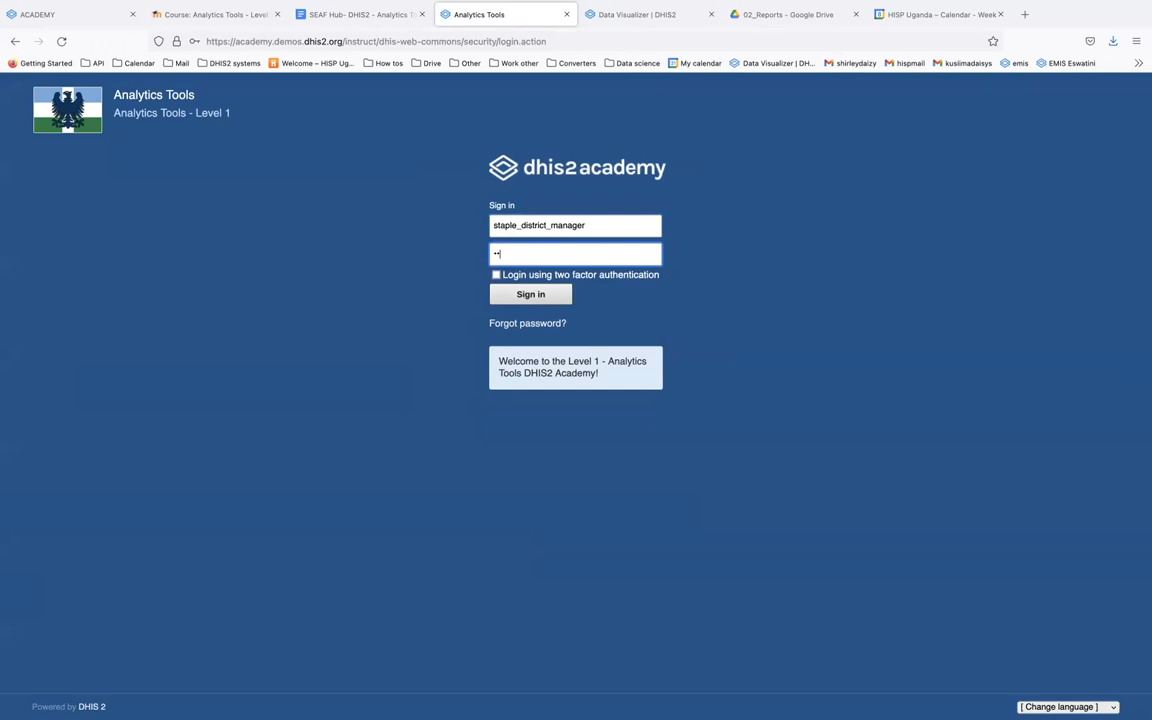 ACADEMY
Course: Analytics Tools - Level
SEAF Hub- DHIS2 - Analytics T
Analytics Tools
Data Visualizer | DHIS2
02_Reports - Google Drive
HISP Uganda – Calendar - Week
https://academy.demos.dhis2.org/instruct/dhis-web-commons/security/login.action
Getting Started
API
Calendar
Mail
DHIS2 systems
Welcome – HISP Ug...
How tos
Drive
Other
Work other
Converters
Data science
My calendar
Data Visualizer | DH...
shirleydaizy
hispmail
kusiimadaisys
emis
EMIS Eswatini
Analytics Tools
Analytics Tools - Level 1
dhis2 academy
Sign in
staple_district_manager
Login using two factor authentication
Sign in
Forgot password?
Welcome to the Level 1 - Analytics
Tools DHIS2 Academy!
Powered by DHIS 2
[ Change language ]